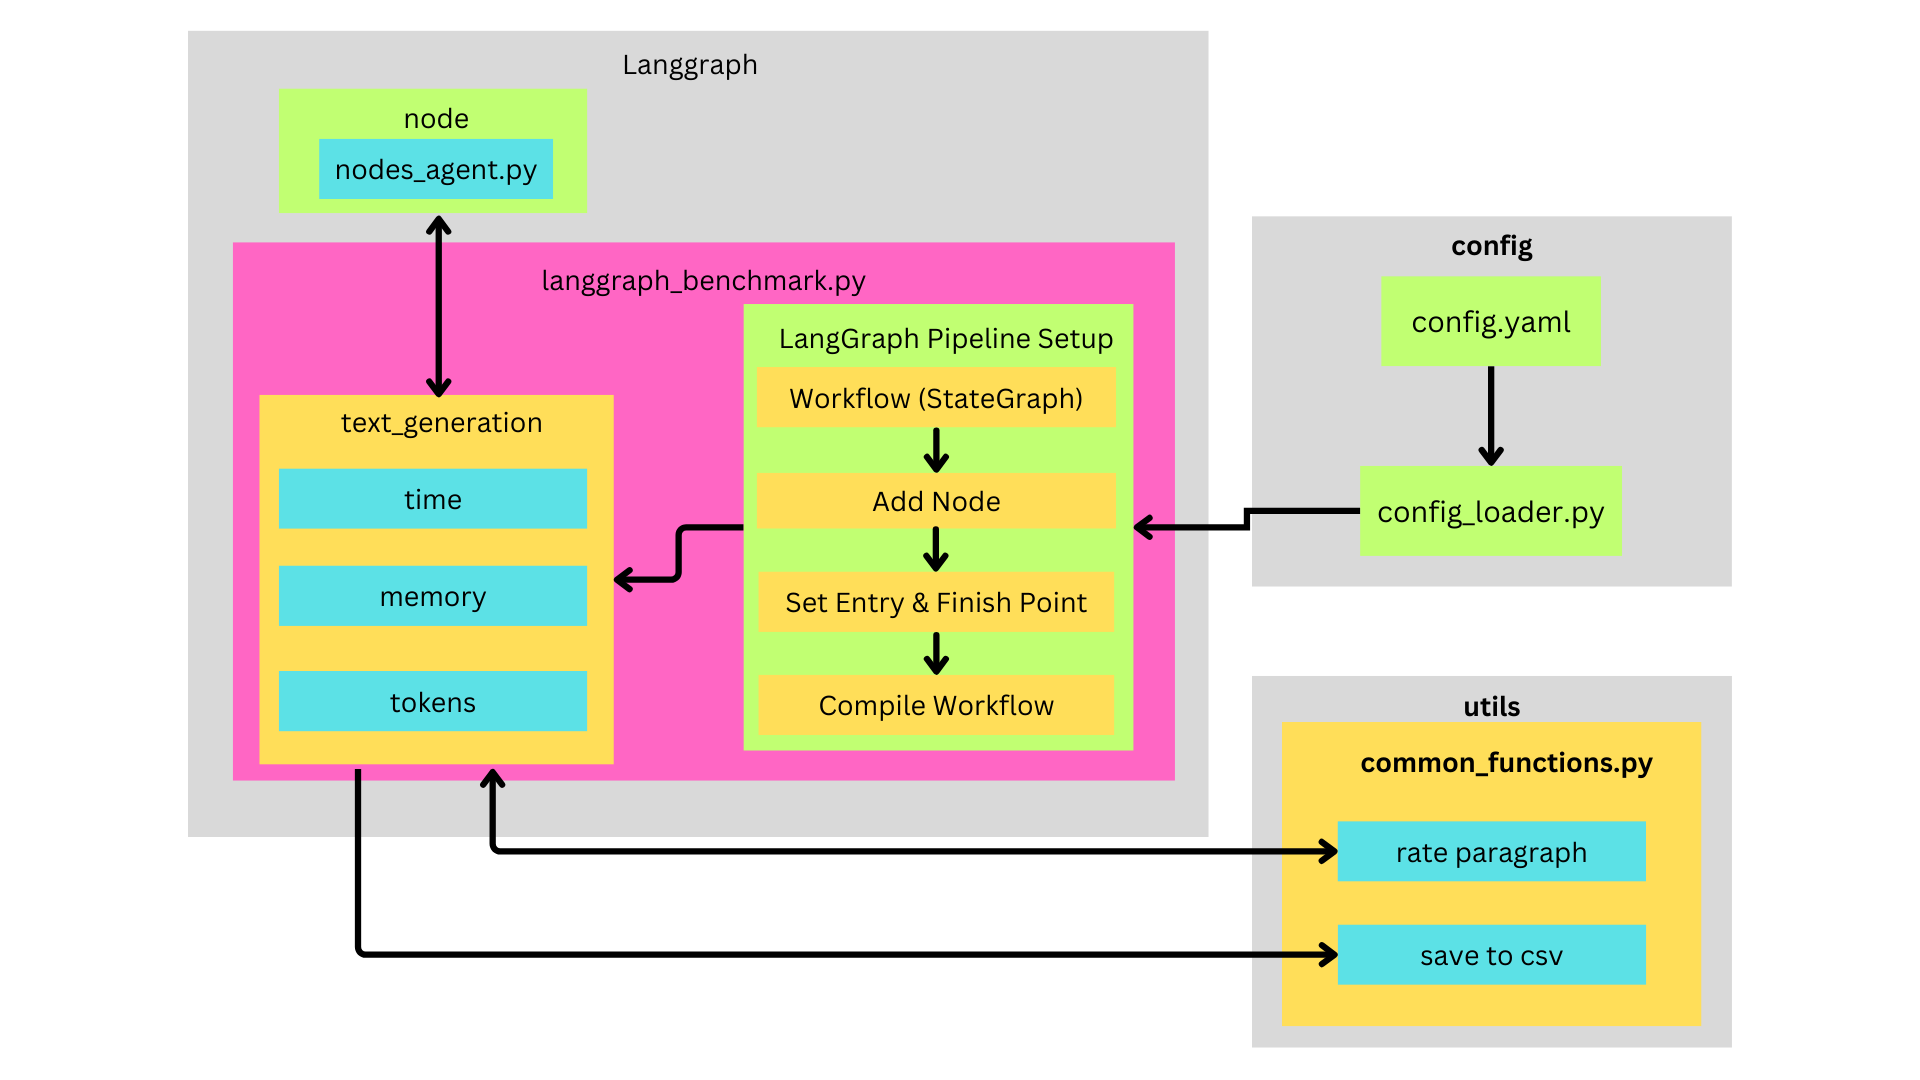 Langgraph
node
nodes_agent.py
langgraph_benchmark.py
text_generation
time
memory
tokens
LangGraph Pipeline Setup
Workflow (StateGraph)
Add Node
Set Entry & Finish Point
Compile Workflow
config
config.yaml
config_loader.py
utils
common_functions.py
rate paragraph
save to csv